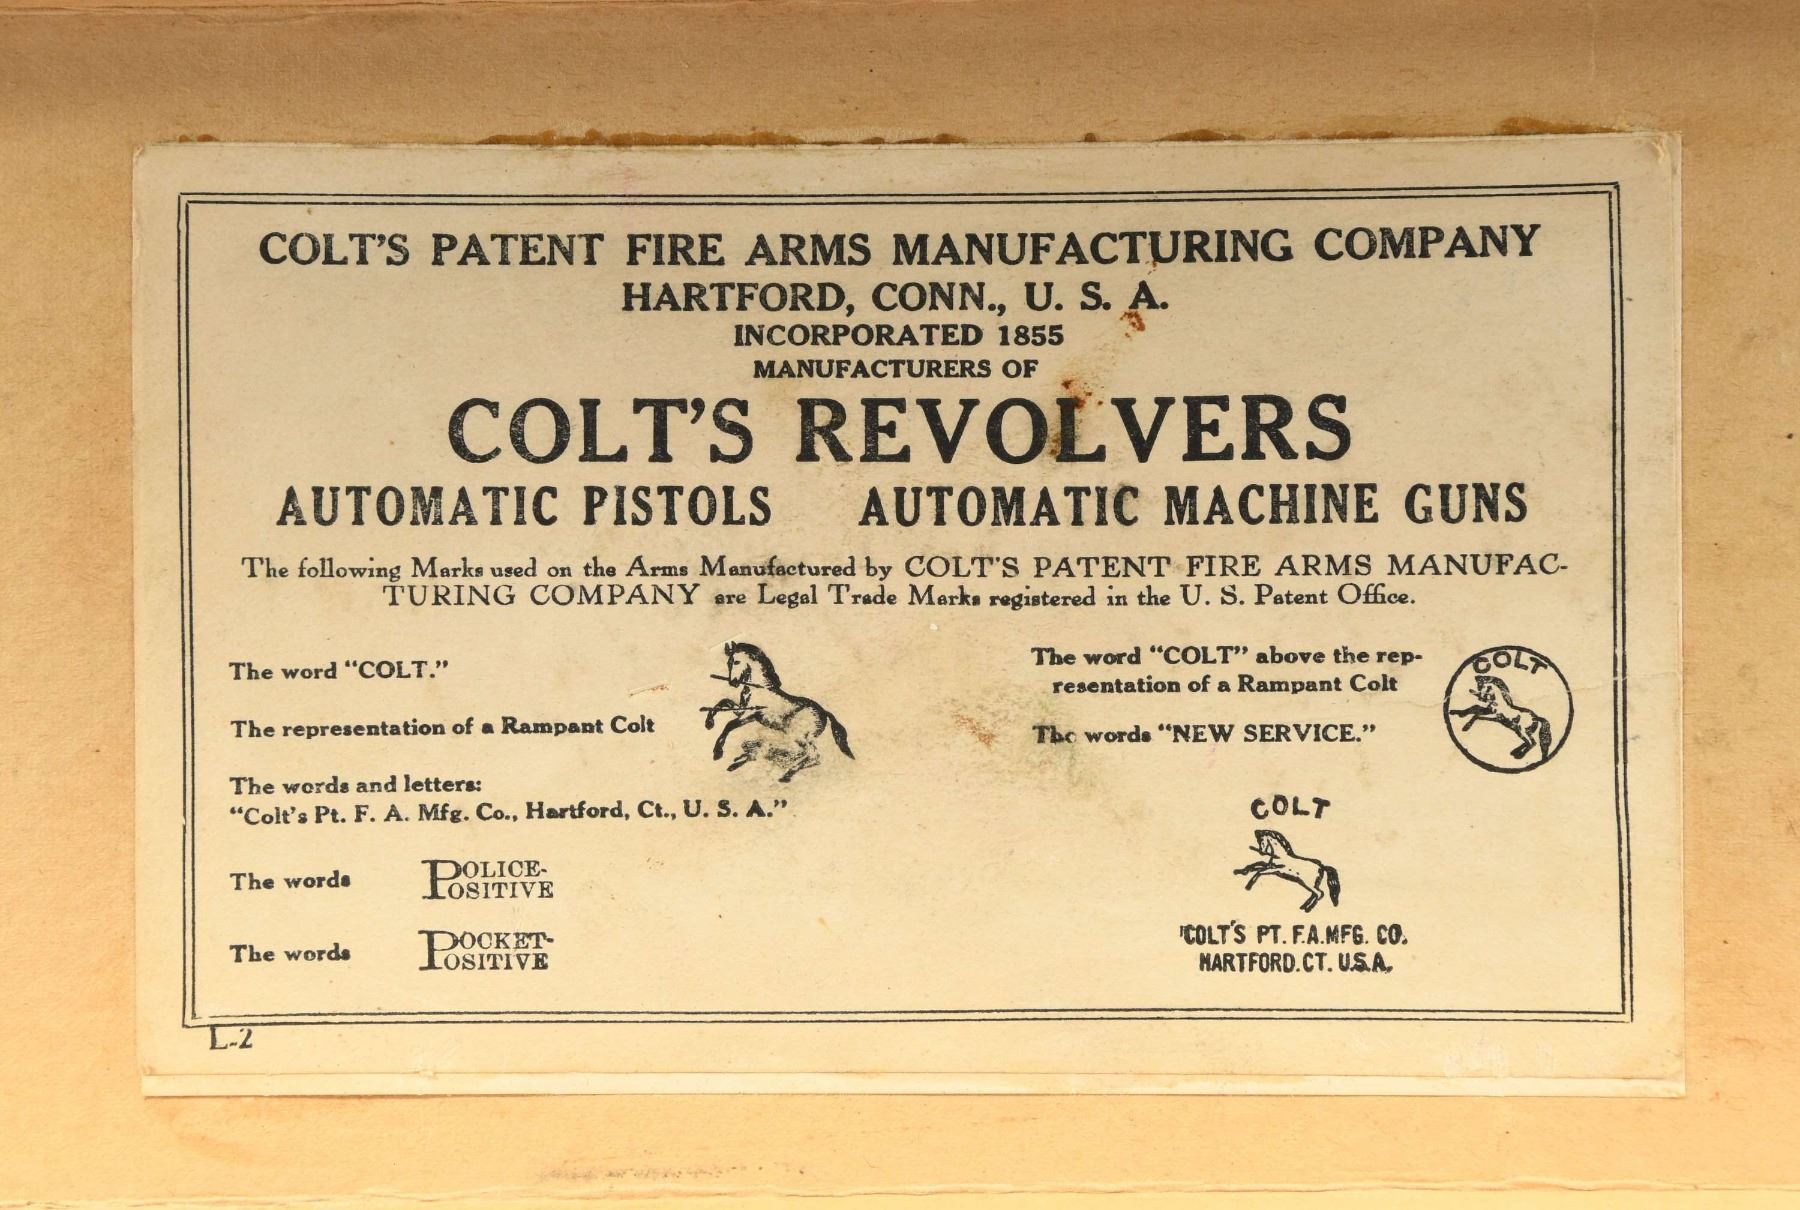 COLT'S PATENT FIRE ARMS MANUFACTURING COMPANY
HARTFORD, CONN., U. S. A.
INCORPORATED 1855
MANUFACTURERS OF
COLT'S REVOLVERS
AUTOMATIC PISTOLS AUTOMATIC MACHINE GUNS
The following Marks used on the Arms Manufactured by COLT'S PATENT FIRE ARMS MANUFAC-
TURING COMPANY are Legal Trade Marks registered in the U. S. Patent Office.
The word "COLT."
The representation of a Rampant Colt
The words and letters:
"Colt's Pt. F. A. Mfg. Co., Hartford, Ct., U. S. A."
The words POLICE-
POSITIVE
The words POCKET-
POSITIVE
The word "COLT" above the rep-
resentation of a Rampant Colt
COLT
The words "NEW SERVICE."
COLT
COLT'S PT. F.A. MFG. CO.
HARTFORD. CT. U.S.A.
L-2